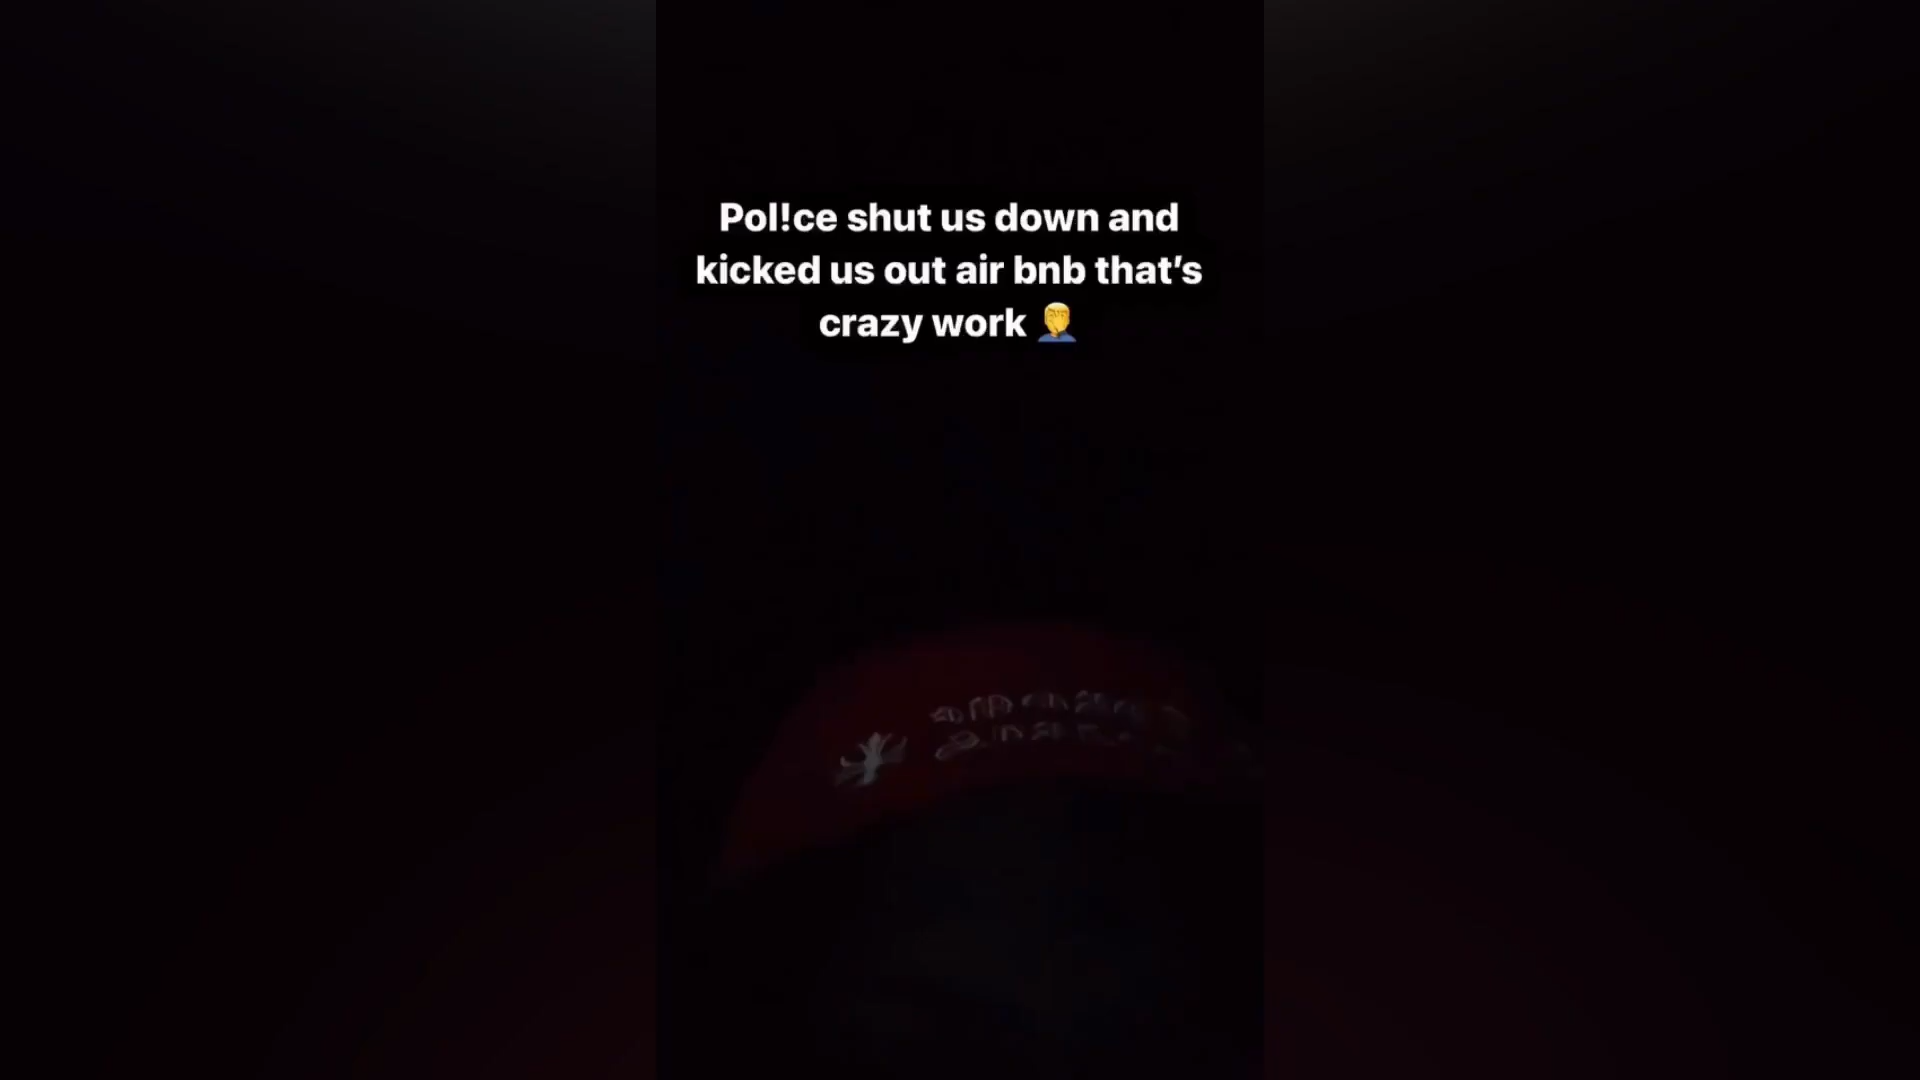 Pol!ce shut us down and
kicked us out air bnb that’s
crazy work 🤦‍♂️